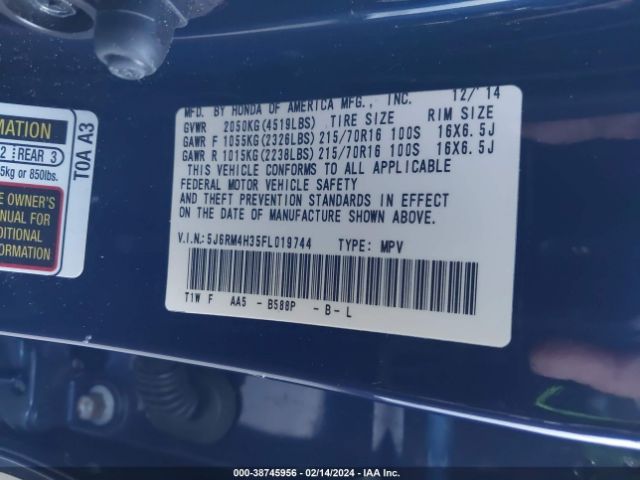 MATION
2 REAR 3
5kg or 850lbs.
E OWNER'S
ANUAL FOR
DITIONAL
ORMATION
T0A A3
MFD. BY HONDA OF AMERICA MFG., INC. 12/'14
GVWR 2050KG(4519LBS) TIRE SIZE RIM SIZE
GAWR F 1055KG(2326LBS) 215/70R16 100S 16X6.5J
GAWR R 1015KG(2238LBS) 215/70R16 100S 16X6.5J
THIS VEHICLE CONFORMS TO ALL APPLICABLE
FEDERAL MOTOR VEHICLE SAFETY
AND THEFT PREVENTION STANDARDS IN EFFECT
ON THE DATE OF MANUFACTURE SHOWN ABOVE.
V.I.N.:5J6RM4H35FL019744 TYPE: MPV
T1W F AA5 - B588P - B - L
000-38745956 - 02/14/2024 - IAA Inc.